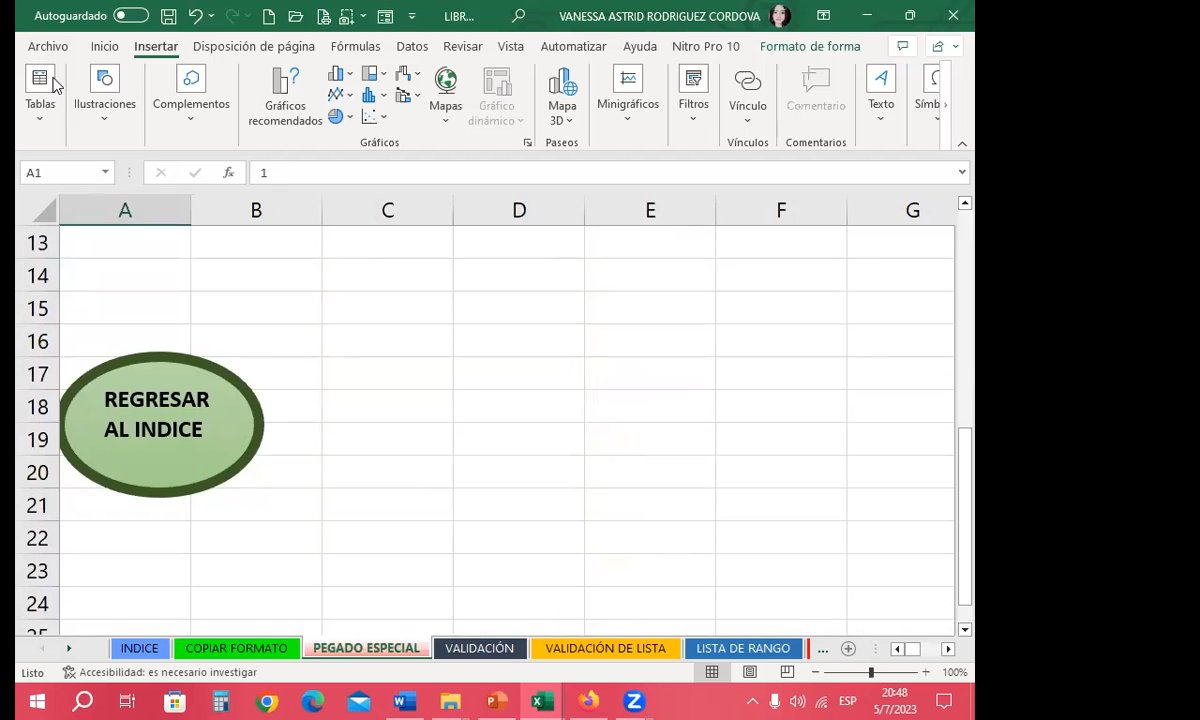 Autoguardado
LIBR...
VANESSA ASTRID RODRIGUEZ CORDOVA
Archivo Inicio Insertar Disposición de página Fórmulas Datos Revisar Vista Automatizar Ayuda Nitro Pro 10 Formato de forma
Tablas
Ilustraciones
Complementos
Gráficos
recomendados
Mapas
Gráfico
dinámico
Mapa
3D
Minigráficos
Filtros
Vínculo
Comentario
Texto
Símb
Gráficos
Paseos
Vínculos
Comentarios
A1
fx
1
A B C D E F G
13
14
15
16
17
18
19
20
21
22
23
24
25
REGRESAR
AL INDICE
INDICE COPIAR FORMATO PEGADO ESPECIAL VALIDACIÓN VALIDACIÓN DE LISTA LISTA DE RANGO ...
Listo Accesibilidad: es necesario investigar 100%
ESP
20:48
5/7/2023